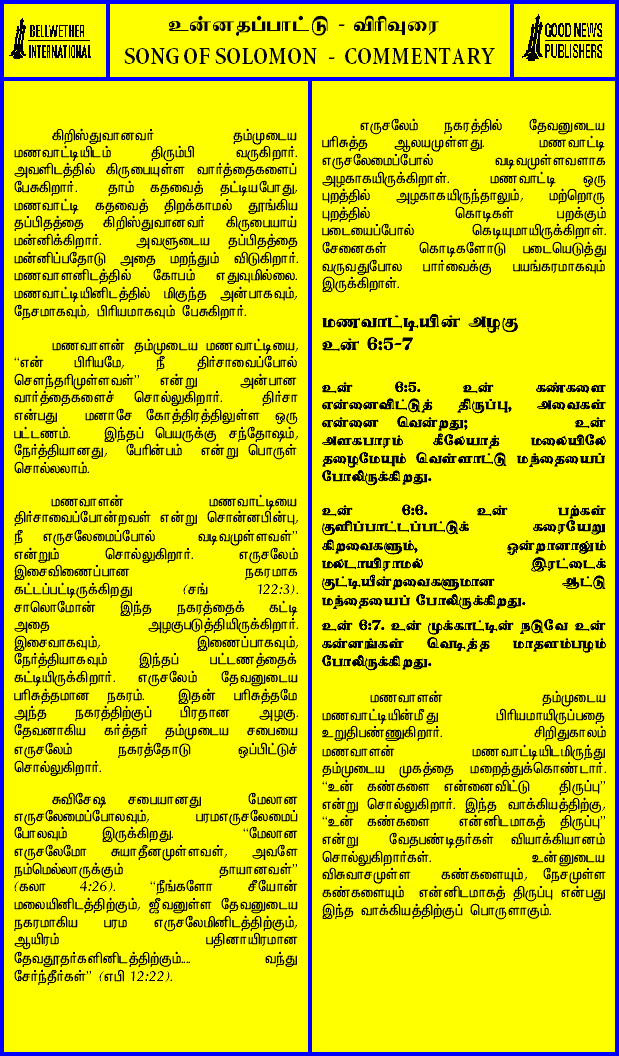 BELLWETHER
INTERNATIONAL
உன்னதப்பாட்டு - விரிவுரை
SONG OF SOLOMON - COMMENTARY
GOOD NEWS
PUBLISHERS
கிறிஸ்துவானவர் தம்முடைய
மணவாட்டியிடம் திரும்பி வருகிறார்.
அவளிடத்தில் கிருபையுள்ள வார்த்தைகளைப்
பேசுகிறார். தாம் கதவைத் தட்டியபோது,
மணவாட்டி கதவைத் திறக்காமல் தூங்கிய
தப்பிதத்தை கிறிஸ்துவானவர் கிருபையாய்
மன்னிக்கிறார். அவளுடைய தப்பிதத்தை
மன்னிப்பதோடு அதை மறந்தும் விடுகிறார்.
மணவாளனிடத்தில் கோபம் எதுவுமில்லை.
மணவாட்டியினிடத்தில் மிகுந்த அன்பாகவும்,
நேசமாகவும், பிரியமாகவும் பேசுகிறார்.
மணவாளன் தம்முடைய மணவாட்டியை,
“என் பிரியமே, நீ திர்சாவைப்போல்
சௌந்தரிமுள்ளவள்” என்று அன்பான
வார்த்தைகளைச் சொல்லுகிறார். திர்சா
என்பது மனாசே கோத்திரத்திலுள்ள ஒரு
பட்டணம். இந்தப் பெயருக்கு சந்தோஷம்,
நேர்த்தியானது, பேரின்பம் என்று பொருள்
சொல்லலாம்.
மணவாளன் மணவாட்டியை
திர்சாவைப்போன்றவள் என்று சொன்னபின்பு,
நீ எருசலேமைப்போல் வடிவமுள்ளவள்”
என்றும் சொல்லுகிறார். எருசலேம்
இசைவிணைப்பான நகரமாக
கட்டப்பட்டிருக்கிறது (சங் 122:3).
சாலொமோன் இந்த நகரத்தைக் கட்டி
அதை அழகுபடுத்தியிருக்கிறார்.
இசைவாகவும், இணைப்பாகவும்,
நேர்த்தியாகவும் இந்தப் பட்டணத்தைக்
கட்டியிருக்கிறார். எருசலேம் தேவனுடைய
பரிசுத்தமான நகரம். இதன் பரிசுத்தமே
அந்த நகரத்திற்குப் பிரதான அழகு.
தேவனாகிய கர்த்தர் தம்முடைய சபையை
எருசலேம் நகரத்தோடு ஒப்பிட்டுச்
சொல்லுகிறார்.
சுவிசேஷ சபையானது மேலான
எருசலேமைப்போலவும், பரமஎருசலேமைப்
போலவும் இருக்கிறது. “மேலான
எருசலேமோ சுயாதீனமுள்ளவள், அவளே
நம்மெல்லாருக்கும் தாயானவள்”
(கலா 4:26). “நீங்களோ சீயோன்
மலையினிடத்திற்கும், ஜீவனுள்ள தேவனுடைய
நகரமாகிய பரம எருசலேமினிடத்திற்கும்,
ஆயிரம் பதினாயிரமான
தேவதூதர்களினிடத்திற்கும்.... வந்து
சேர்ந்தீர்கள்” (எபி 12:22).
எருசலேம் நகரத்தில் தேவனுடைய
பரிசுத்த ஆலயமுள்ளது. மணவாட்டி
எருசலேமைப்போல் வடிவமுள்ளவளாக
அழகாகயிருக்கிறாள். மணவாட்டி ஒரு
புறத்தில் அழகாகயிருந்தாலும், மற்றொரு
புறத்தில் கொடிகள் பறக்கும்
படையைப்போல் கெடியுமாயிருக்கிறாள்.
சேனைகள் கொடிகளோடு படையெடுத்து
வருவதுபோல பார்வைக்கு பயங்கரமாகவும்
இருக்கிறாள்.
மணவாட்டியின் அழகு
உன் 6:5-7
உன் 6:5. உன் கண்களை
என்னைவிட்டுத் திருப்பு, அவைகள்
என்னை வென்றது; உன்
அளகபாரம் கீலேயாத் மலையிலே
தழைமேயும் வெள்ளாட்டு மந்தையைப்
போலிருக்கிறது.
உன் 6:6. உன் பற்கள்
குளிப்பாட்டப்பட்டுக் கரையேறு
கிறவைகளும், ஒன்றானாலும்
மலடாயிராமல் இரட்டைக்
குட்டியீன்றவைகளுமான ஆட்டு
மந்தையைப் போலிருக்கிறது.
உன் 6:7. உன் முக்காட்டின் நடுவே உன்
கன்னங்கள் வெடித்த மாதளம்பழம்
போலிருக்கிறது.
மணவாளன் தம்முடைய
மணவாட்டியின்மீது பிரியமாயிருப்பதை
உறுதிபண்ணுகிறார். சிறிதுகாலம்
மணவாளன் மணவாட்டியிடமிருந்து
தம்முடைய முகத்தை மறைத்துக்கொண்டார்.
“உன் கண்களை என்னைவிட்டு திருப்பு”
என்று சொல்லுகிறார். இந்த வாக்கியத்திற்கு,
“உன் கண்களை என்னிடமாகத் திருப்பு”
என்று வேதபண்டிதர்கள் வியாக்கியானம்
சொல்லுகிறார்கள். உன்னுடைய
விசுவாசமுள்ள கண்களையும், நேசமுள்ள
கண்களையும் என்னிடமாகத் திருப்பு என்பது
இந்த வாக்கியத்திற்குப் பொருளாகும்.